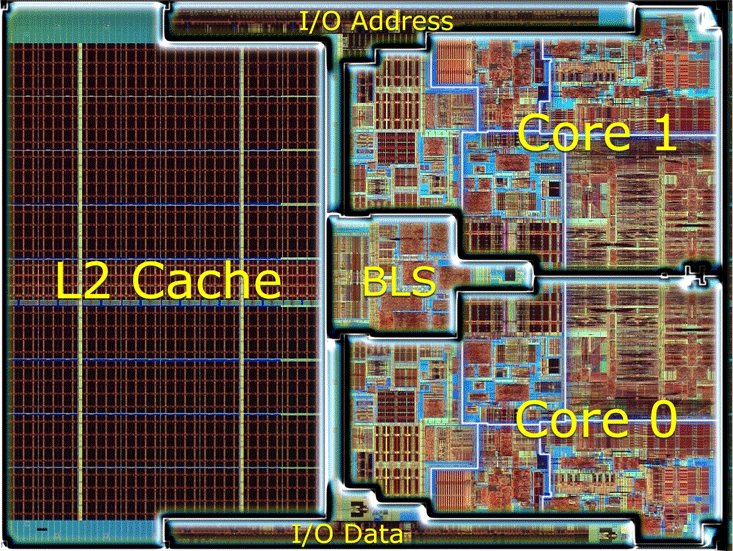 I/O Address
Core 1
L2 Cache
BLS
Core 0
I/O Data